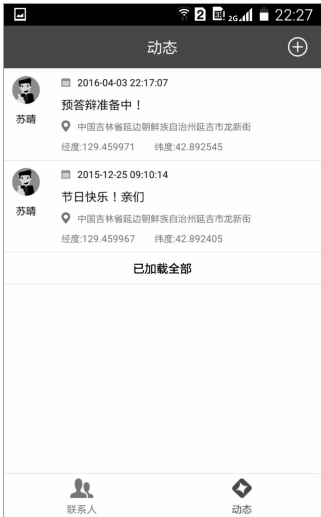 2 2G 22:27
动态
2016-04-03 22:17:07
预答辩准备中！
苏晴
中国吉林省延边朝鲜族自治州延吉市龙新街
经度:129.459971 纬度:42.892545
2015-12-25 09:10:14
节日快乐！亲们
苏晴
中国吉林省延边朝鲜族自治州延吉市龙新街
经度:129.459967 纬度:42.892405
已加载全部
联系人 动态